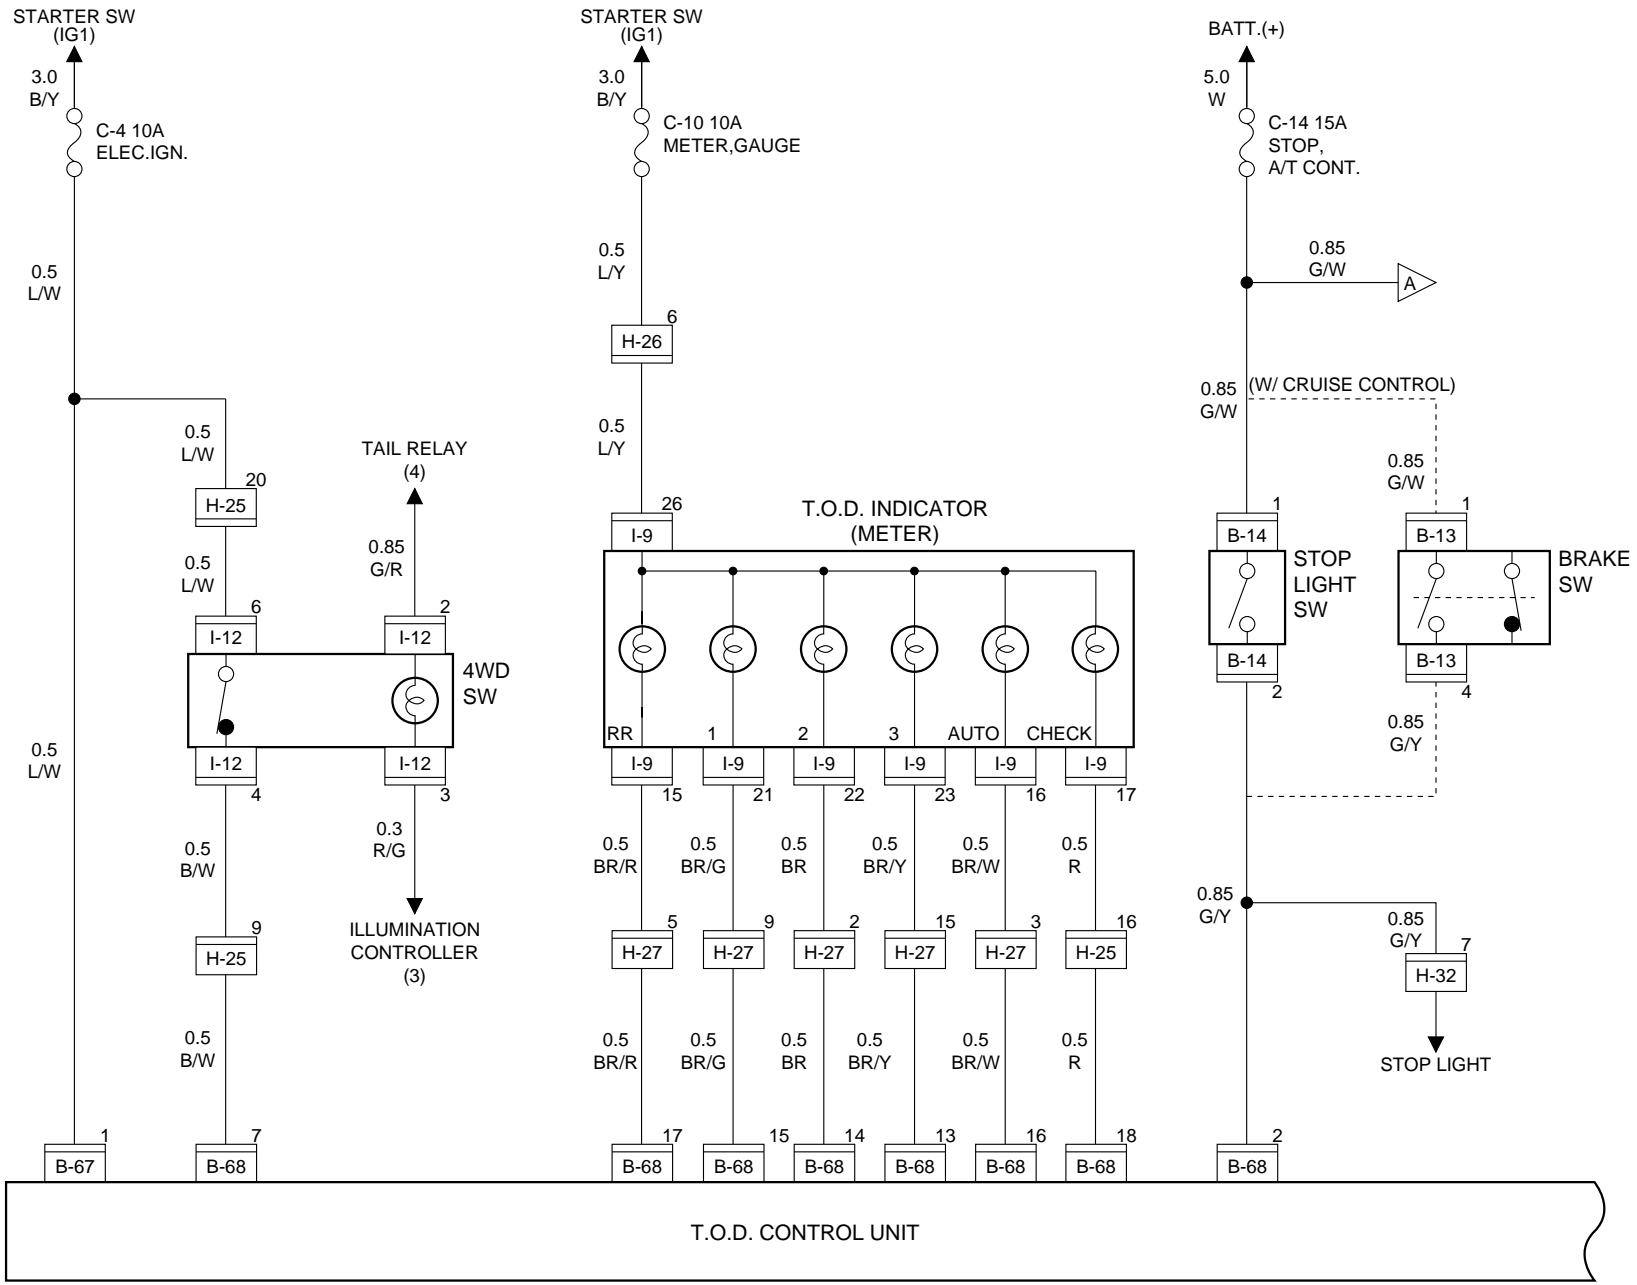 STARTER SW
(IG1)
3.0
B/Y
C-4 10A
ELEC.IGN.
0.5
L/W
0.5
L/W
20
H-25
0.5
L/W
6
I-12
TAIL RELAY
(4)
0.85
G/R
2
I-12
4WD
SW
I-12
4
I-12
3
0.5
L/W
0.5
B/W
9
H-25
0.5
B/W
0.3
R/G
ILLUMINATION
CONTROLLER
(3)
1
B-67
7
B-68
STARTER SW
(IG1)
3.0
B/Y
C-10 10A
METER,GAUGE
0.5
L/Y
6
H-26
0.5
L/Y
26
I-9
T.O.D. INDICATOR
(METER)
RR
1
2
3
AUTO
CHECK
I-9
I-9
I-9
I-9
I-9
I-9
15
21
22
23
16
17
0.5
BR/R
0.5
BR/G
0.5
BR
0.5
BR/Y
0.5
BR/W
0.5
R
5
9
2
15
3
16
H-27
H-27
H-27
H-27
H-27
H-25
0.5
BR/R
0.5
BR/G
0.5
BR
0.5
BR/Y
0.5
BR/W
0.5
R
17
15
14
13
16
18
B-68
B-68
B-68
B-68
B-68
B-68
BATT.(+)
5.0
W
C-14 15A
STOP,
A/T CONT.
0.85
G/W
A
(W/ CRUISE CONTROL)
0.85
G/W
0.85
G/W
1
B-14
1
B-13
STOP
LIGHT
SW
BRAKE
SW
B-14
2
B-13
4
0.85
G/Y
0.85
G/Y
0.85
G/Y
7
H-32
STOP LIGHT
2
B-68
T.O.D. CONTROL UNIT